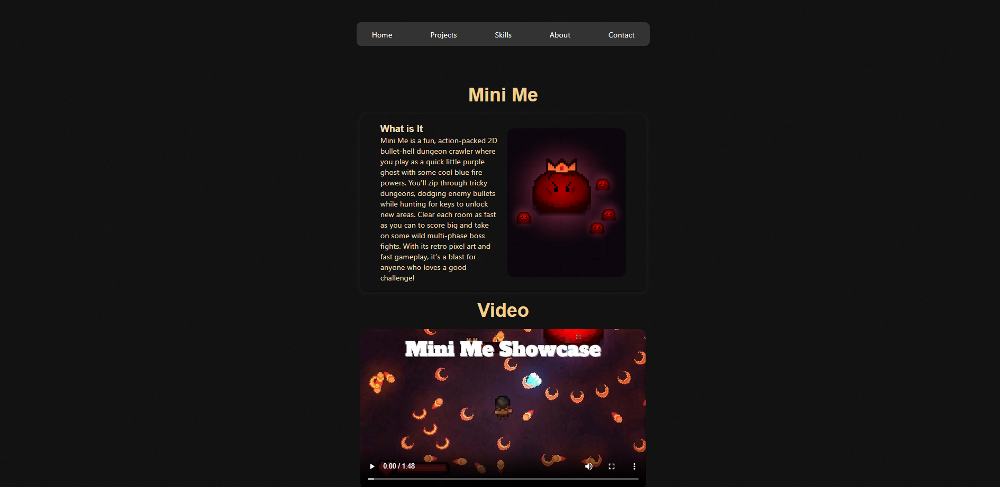 Home Projects Skills About Contact
Mini Me
What is It
Mini Me is a fun, action-packed 2D
bullet-hell dungeon crawler where
you play as a quick little purple
ghost with some cool blue fire
powers. You’ll zip through tricky
dungeons, dodging enemy bullets
while hunting for keys to unlock
new areas. Clear each room as fast
as you can to score big and take
on some wild multi-phase boss
fights. With its retro pixel art and
fast gameplay, it’s a blast for
anyone who loves a good
challenge!
Video
Mini Me Showcase
0:00 / 1:48